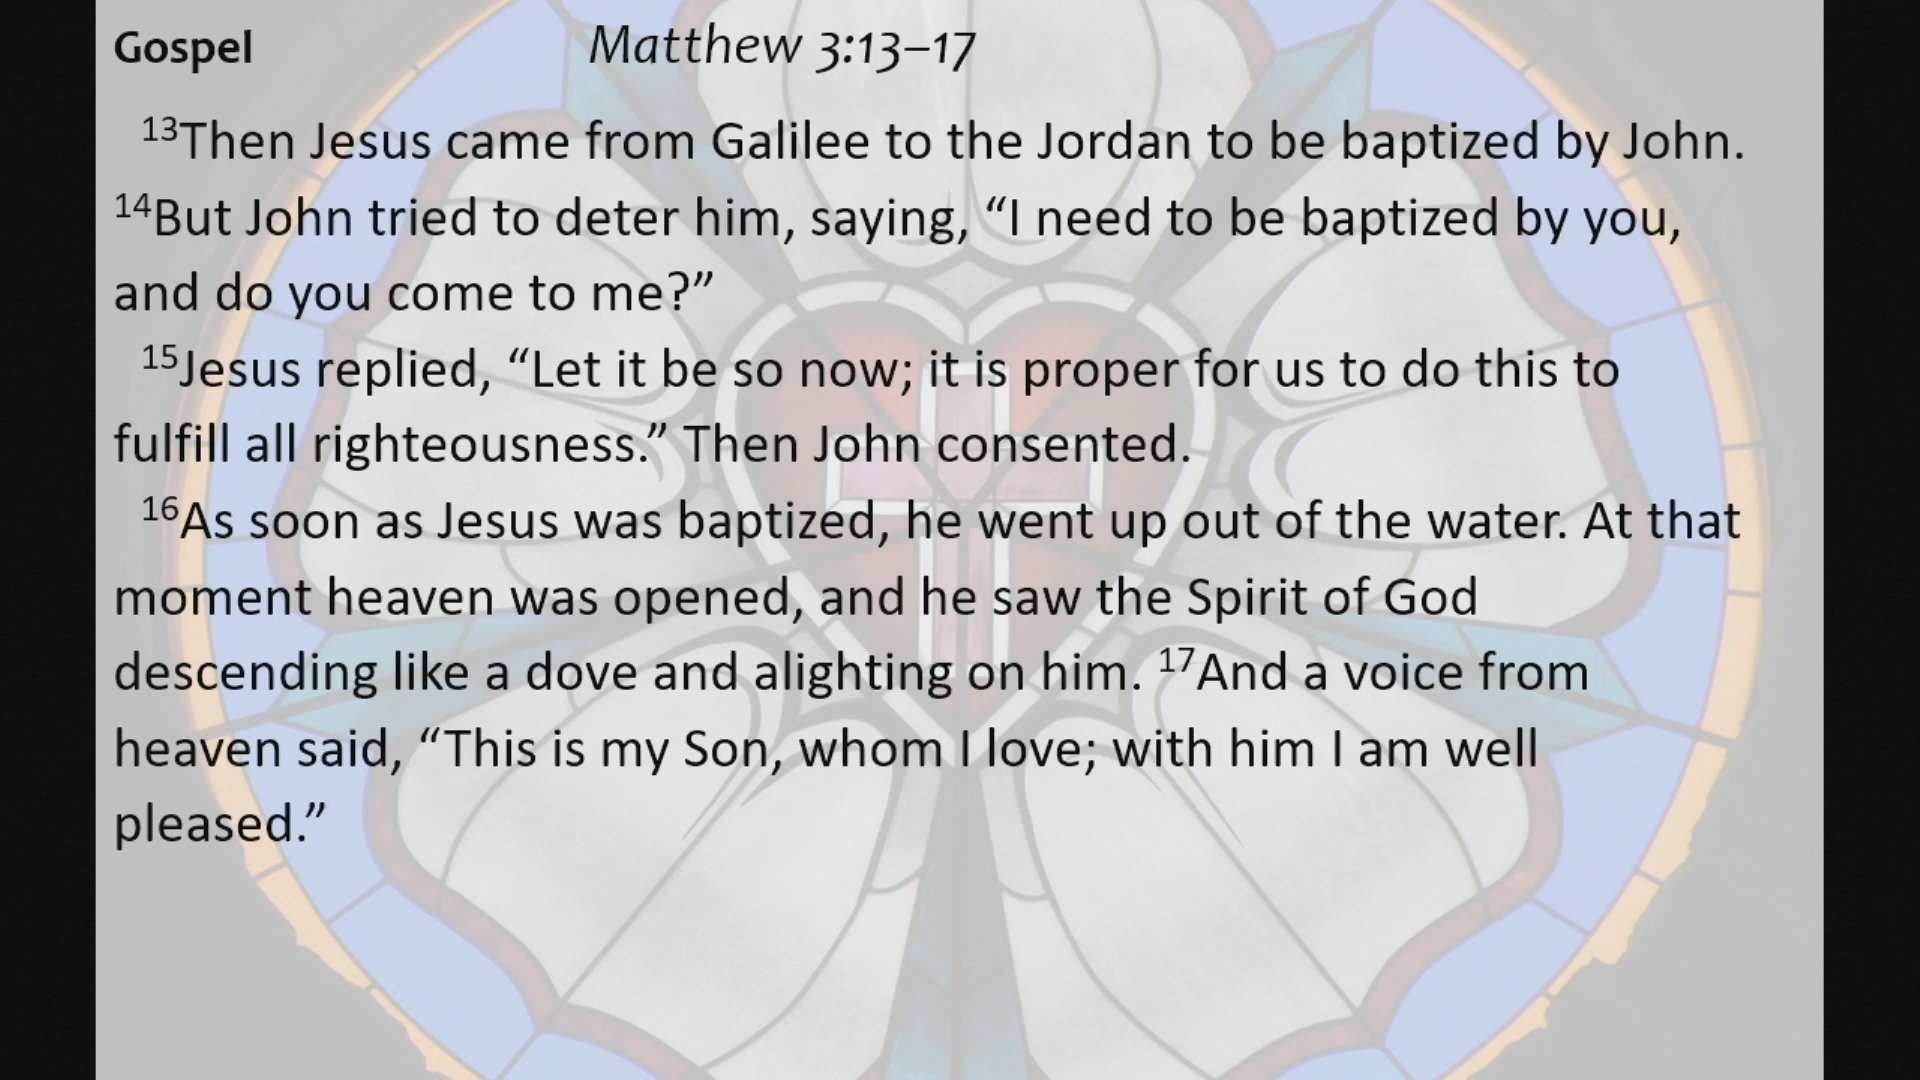 Gospel Matthew 3:13–17
13Then Jesus came from Galilee to the Jordan to be baptized by John.
14But John tried to deter him, saying, “I need to be baptized by you,
and do you come to me?”
15Jesus replied, “Let it be so now; it is proper for us to do this to
fulfill all righteousness.” Then John consented.
16As soon as Jesus was baptized, he went up out of the water. At that
moment heaven was opened, and he saw the Spirit of God
descending like a dove and alighting on him. 17And a voice from
heaven said, “This is my Son, whom I love; with him I am well
pleased.”